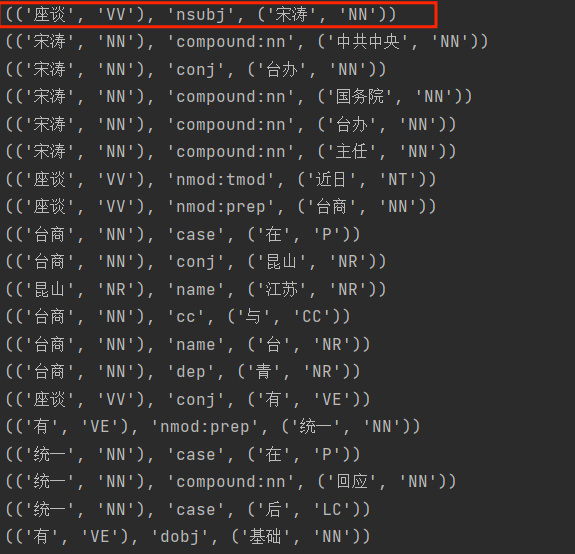 (('座谈', 'VV'), 'nsubj', ('宋涛', 'NN'))
(('宋涛', 'NN'), 'compound:nn', ('中共中央', 'NN'))
(('宋涛', 'NN'), 'conj', ('台办', 'NN'))
(('宋涛', 'NN'), 'compound:nn', ('国务院', 'NN'))
(('宋涛', 'NN'), 'compound:nn', ('台办', 'NN'))
(('宋涛', 'NN'), 'compound:nn', ('主任', 'NN'))
(('座谈', 'VV'), 'nmod:tmod', ('近日', 'NT'))
(('座谈', 'VV'), 'nmod:prep', ('台商', 'NN'))
(('台商', 'NN'), 'case', ('在', 'P'))
(('台商', 'NN'), 'conj', ('昆山', 'NR'))
(('昆山', 'NR'), 'name', ('江苏', 'NR'))
(('台商', 'NN'), 'cc', ('与', 'CC'))
(('台商', 'NN'), 'name', ('台', 'NR'))
(('台商', 'NN'), 'dep', ('青', 'NR'))
(('座谈', 'VV'), 'conj', ('有', 'VE'))
(('有', 'VE'), 'nmod:prep', ('统一', 'NN'))
(('统一', 'NN'), 'case', ('在', 'P'))
(('统一', 'NN'), 'compound:nn', ('回应', 'NN'))
(('统一', 'NN'), 'case', ('后', 'LC'))
(('有', 'VE'), 'dobj', ('基础', 'NN'))